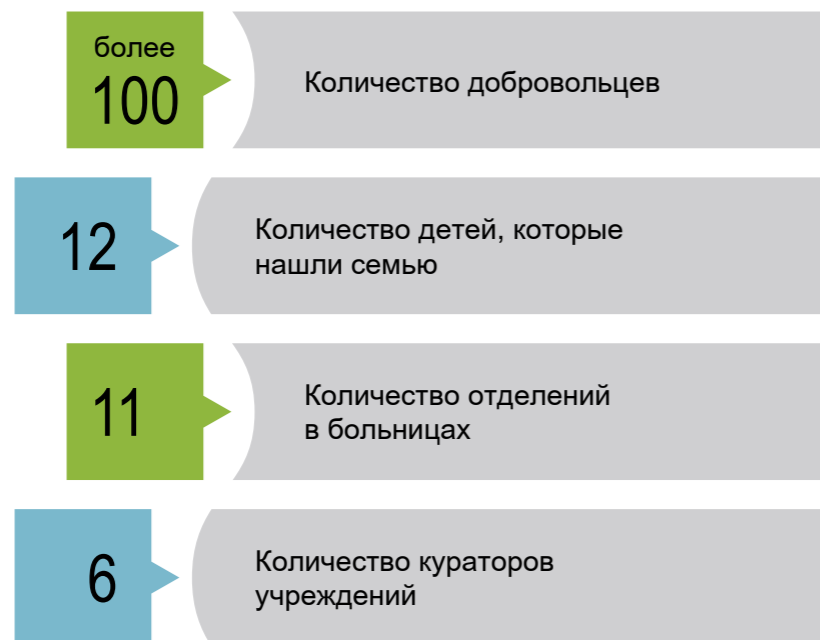 более
100
Количество добровольцев
12
Количество детей, которые
нашли семью
11
Количество отделений
в больницах
6
Количество кураторов
учреждений